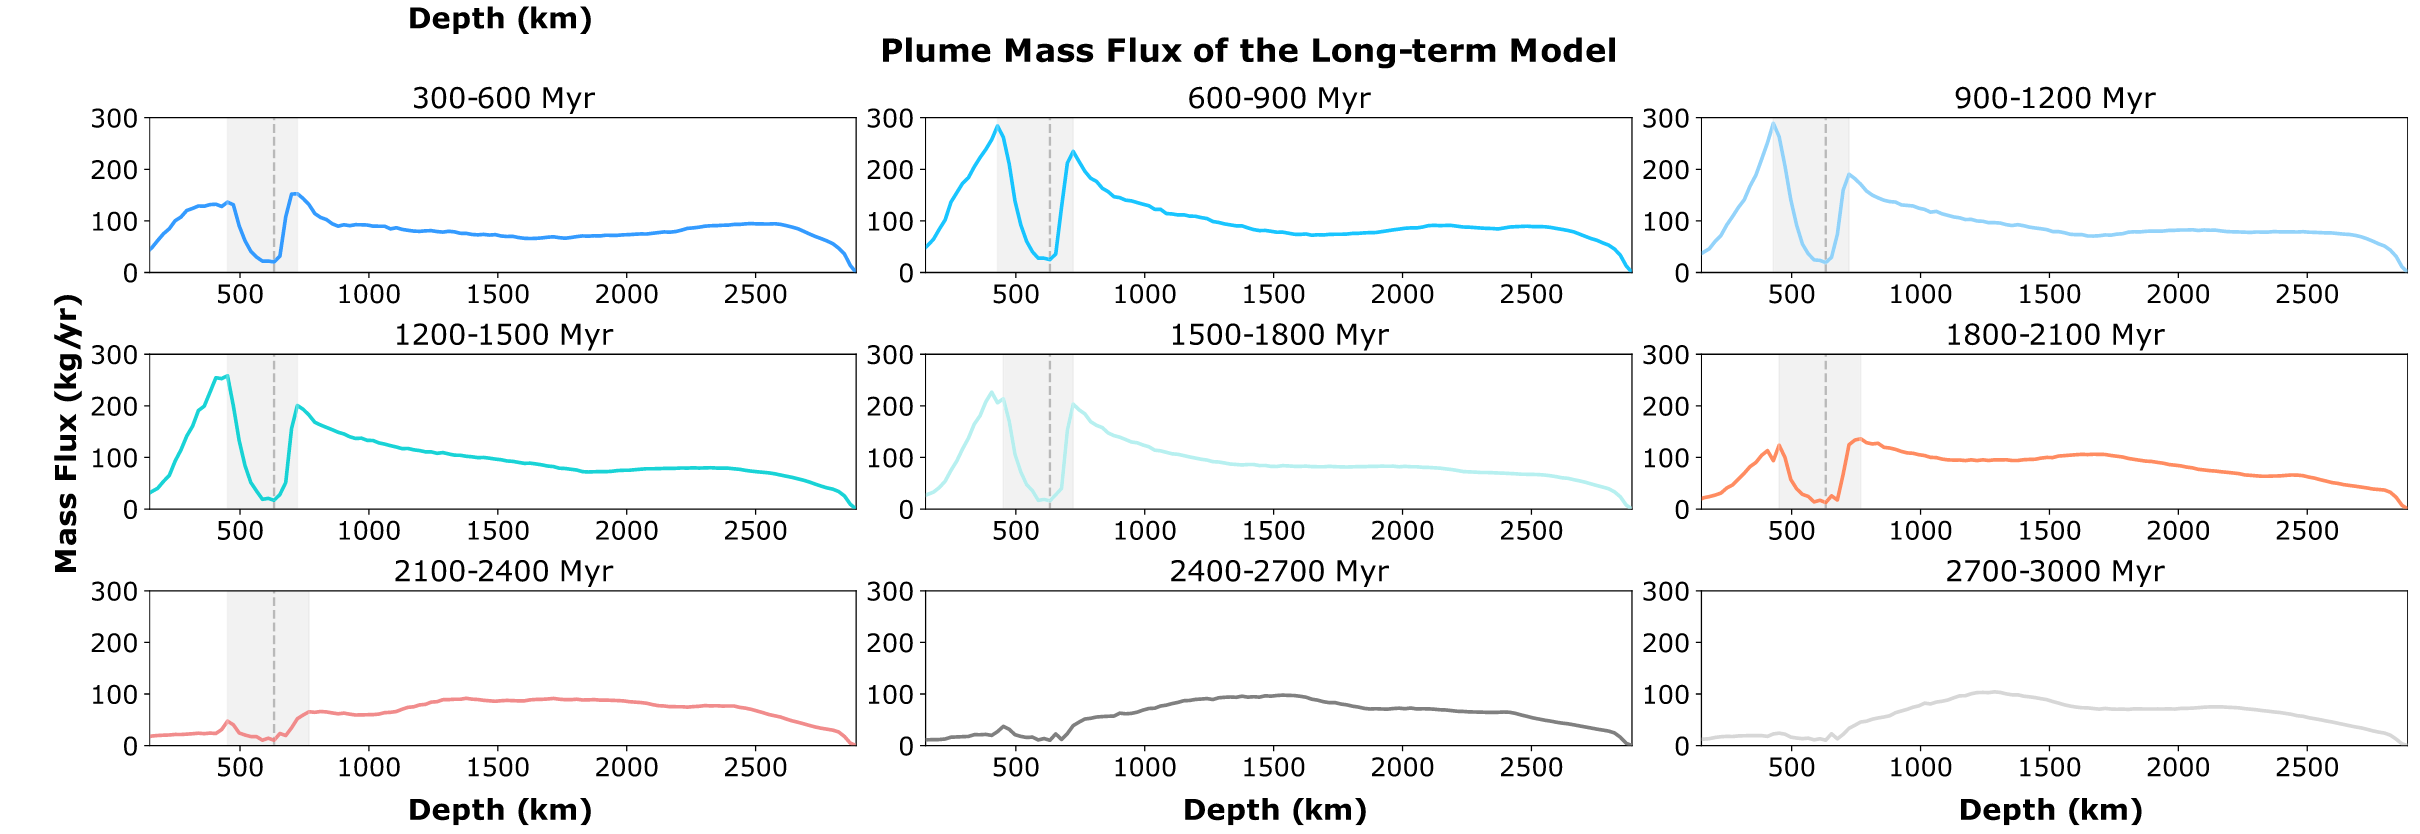 Depth (km)
Plume Mass Flux of the Long-term Model
300-600 Myr
600-900 Myr
900-1200 Myr
300
200
100
0
500 1000 1500 2000 2500
300
200
100
0
500 1000 1500 2000 2500
300
200
100
0
500 1000 1500 2000 2500
Mass Flux (kg/yr)
1200-1500 Myr
1500-1800 Myr
1800-2100 Myr
300
200
100
0
500 1000 1500 2000 2500
300
200
100
0
500 1000 1500 2000 2500
300
200
100
0
500 1000 1500 2000 2500
2100-2400 Myr
2400-2700 Myr
2700-3000 Myr
300
200
100
0
500 1000 1500 2000 2500
300
200
100
0
500 1000 1500 2000 2500
300
200
100
0
500 1000 1500 2000 2500
Depth (km)
Depth (km)
Depth (km)